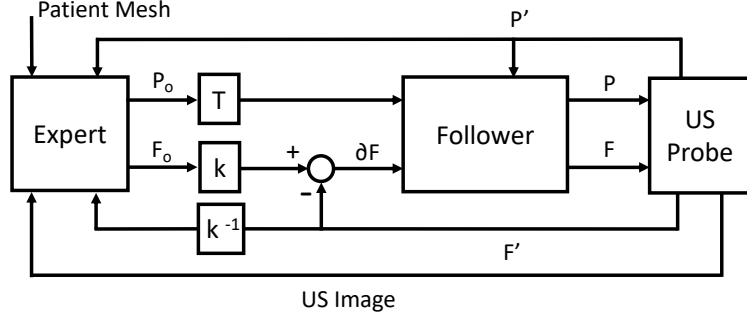 Patient Mesh
P'
Pₒ
T
P
Expert
Follower
US
Probe
Fₒ
k
+
∂F
F
−
k ⁻¹
F'
US Image